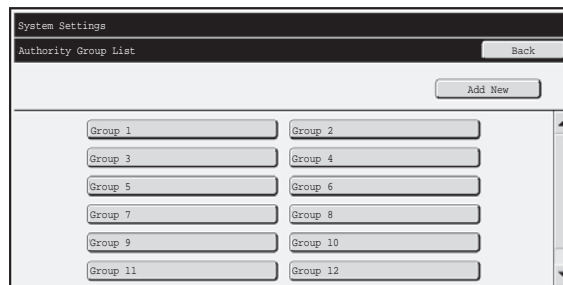 System Settings
Authority Group List
Back
Add New
Group 1
Group 2
Group 3
Group 4
Group 5
Group 6
Group 7
Group 8
Group 9
Group 10
Group 11
Group 12